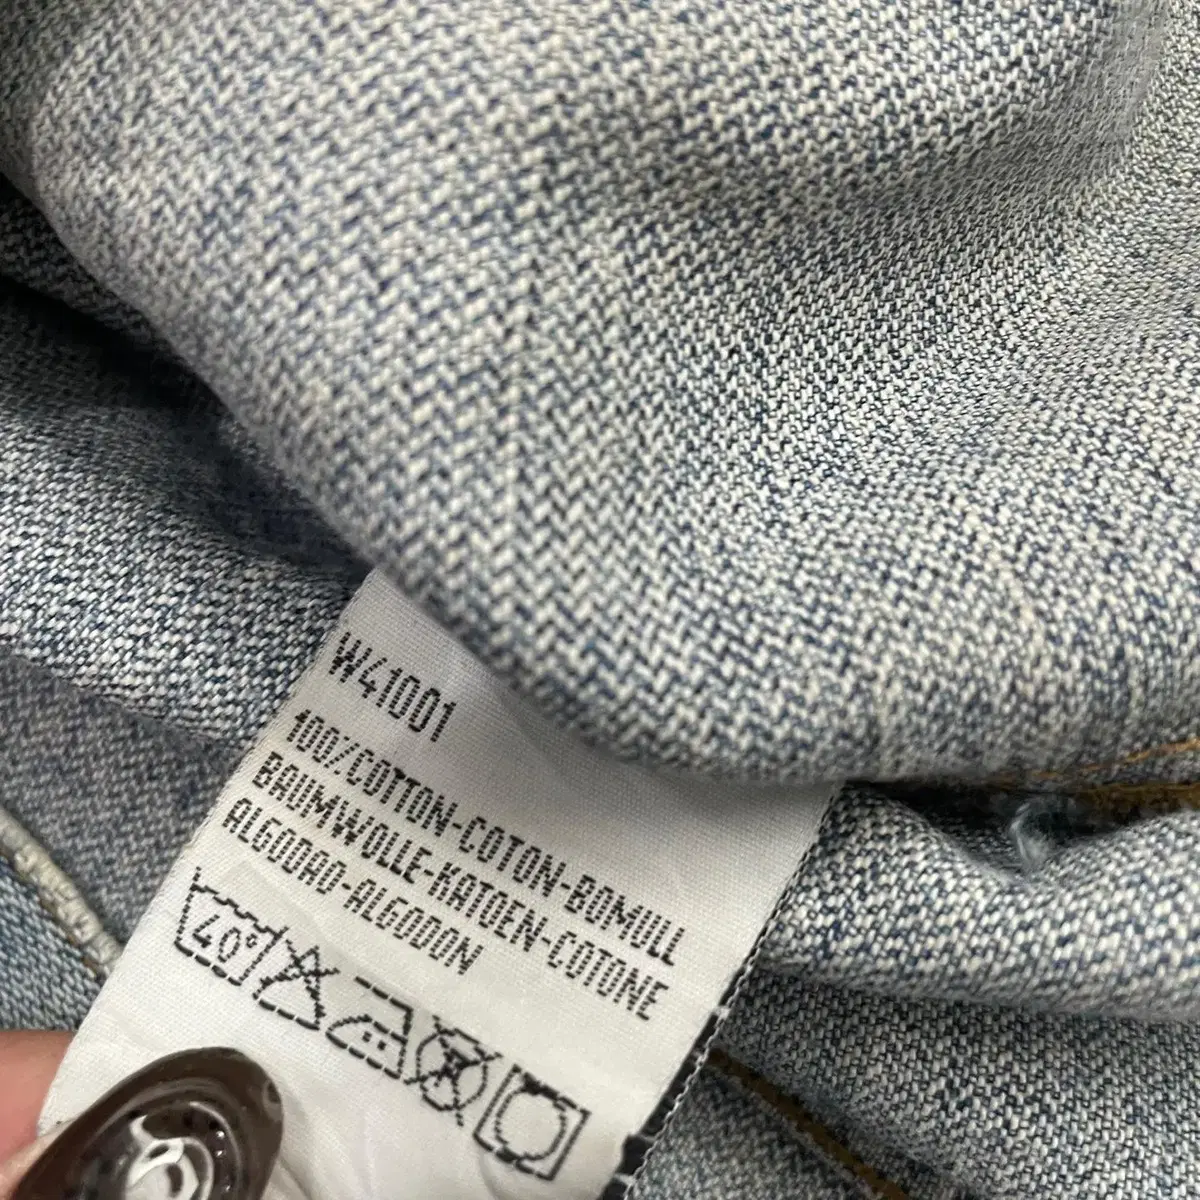 W41001
100%COTTON-COTON-BOMULL
BAUMWOLLE-KATOEN-COTONE
ALGODAO-ALGODON
40°